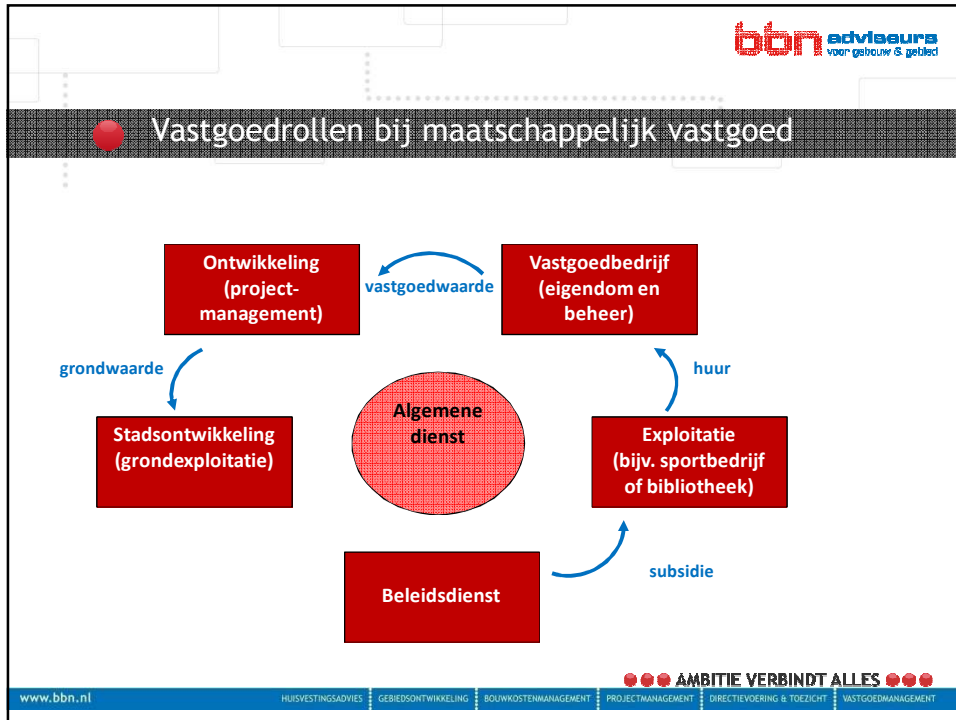 bbn adviseurs
voor gebouw & gebied
Vastgoedrollen bij maatschappelijk vastgoed
Ontwikkeling
(project-
management)
vastgoedwaarde
Vastgoedbedrijf
(eigendom en
beheer)
grondwaarde
huur
Algemene
dienst
Stadsontwikkeling
(grondexploitatie)
Exploitatie
(bijv. sportbedrijf
of bibliotheek)
Beleidsdienst
subsidie
AMBITIE VERBINDT ALLES
www.bbn.nl
HUISVESTINGSADVIES GEBIEDSONTWIKKELING BOUWKOSTENMANAGEMENT PROJECTMANAGEMENT DIRECTIEVOERING & TOEZICHT VASTGOEDMANAGEMENT